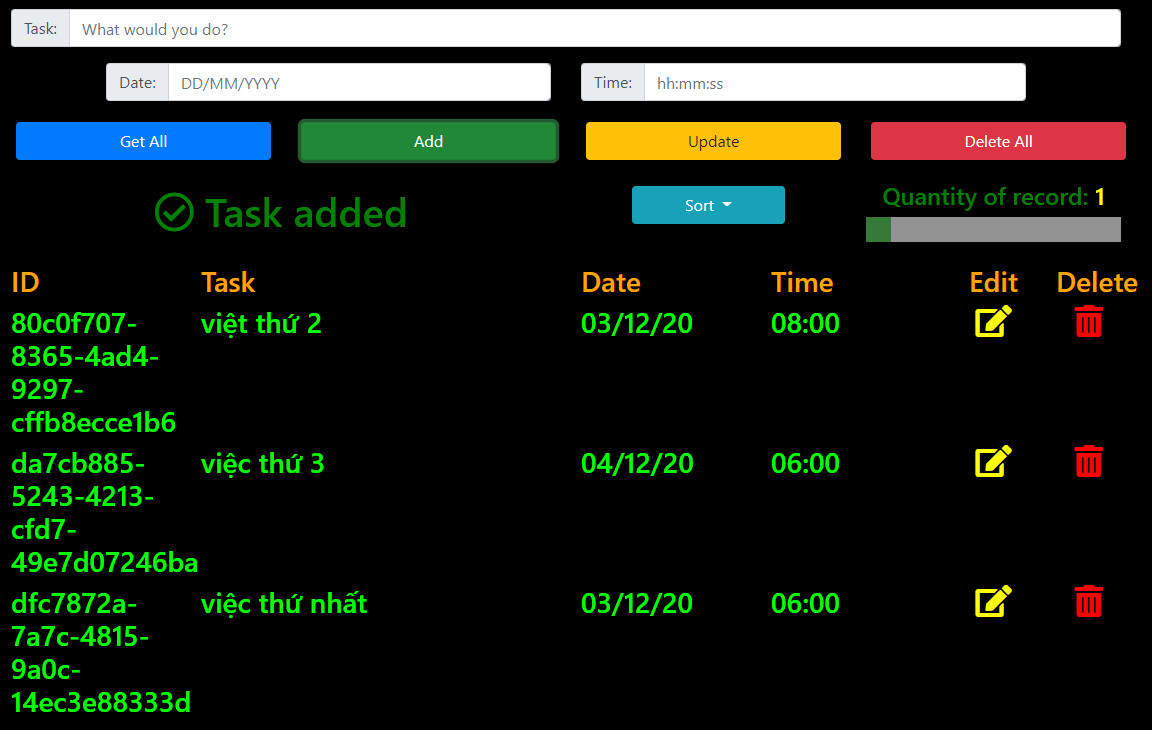 Task: What would you do?
Date: DD/MM/YYYY Time: hh:mm:ss
Get All Add Update Delete All
Task added Sort Quantity of record: 1
ID Task Date Time Edit Delete
80c0f707- việt thứ 2 03/12/20 08:00
8365-4ad4-
9297-
cffb8ecce1b6
da7cb885- việc thứ 3 04/12/20 06:00
5243-4213-
cfd7-
49e7d07246ba
dfc7872a- việc thứ nhất 03/12/20 06:00
7a7c-4815-
9a0c-
14ec3e88333d